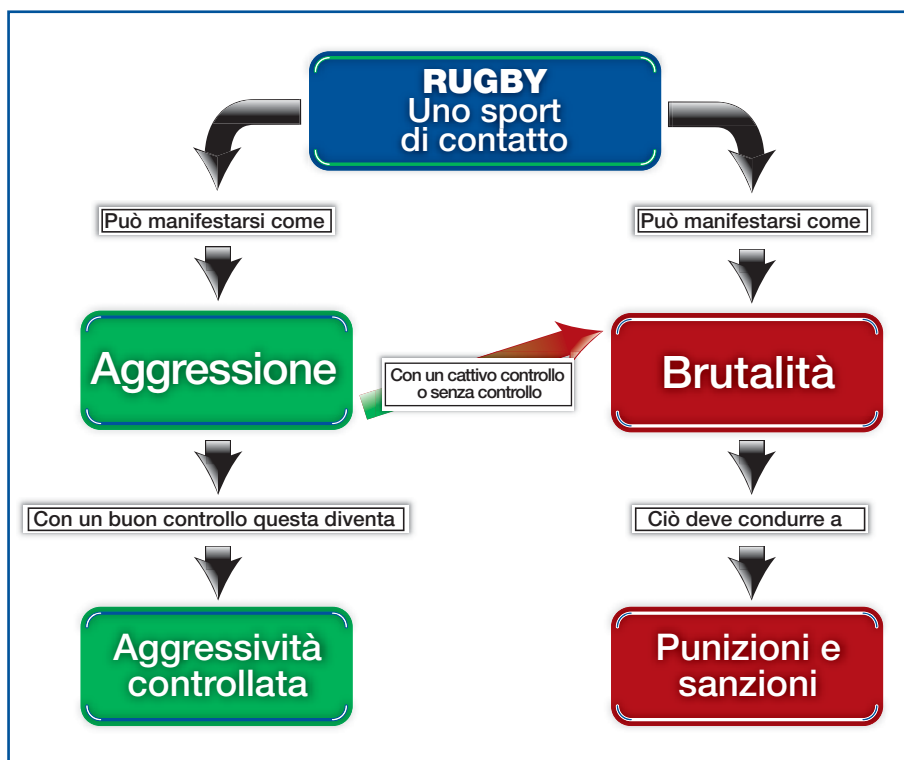 RUGBY
Uno sport
di contatto
Può manifestarsi come
Può manifestarsi come
Aggressione
Con un cattivo controllo
o senza controllo
Brutalità
Con un buon controllo questa diventa
Ciò deve condurre a
Aggressività
controllata
Punizioni e
sanzioni